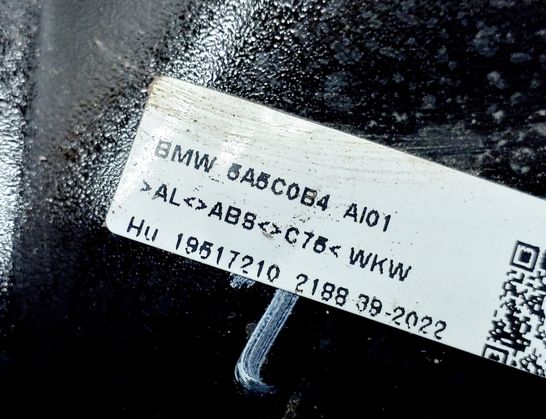 BMW 5A5C0B4 AI01
>AL<>ABS<>C75< WKW
Hu 19517210 2188 39-2022